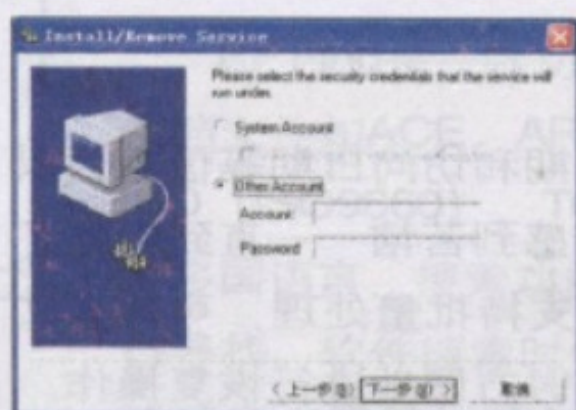 Install/Remove Service
Please select the security credentials that the service will
run under.
System Account
Other Account
Account:
Password
< 上一步(B)
下一步(N) >
取消